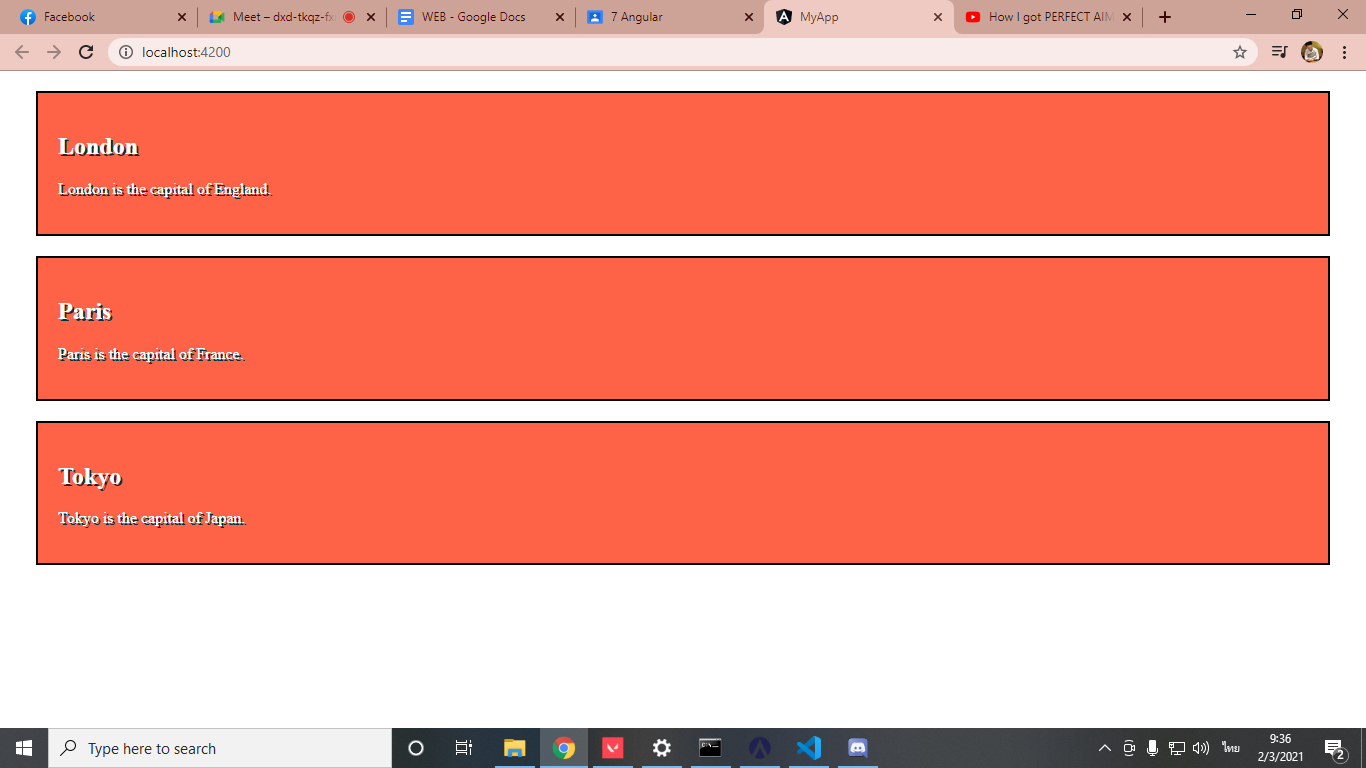 Facebook
Meet – dxd-tkqz-fx
WEB - Google Docs
7 Angular
MyApp
How I got PERFECT AIM
localhost:4200
London
London is the capital of England.
Paris
Paris is the capital of France.
Tokyo
Tokyo is the capital of Japan.
Type here to search
ไทย
9:36
2/3/2021
2